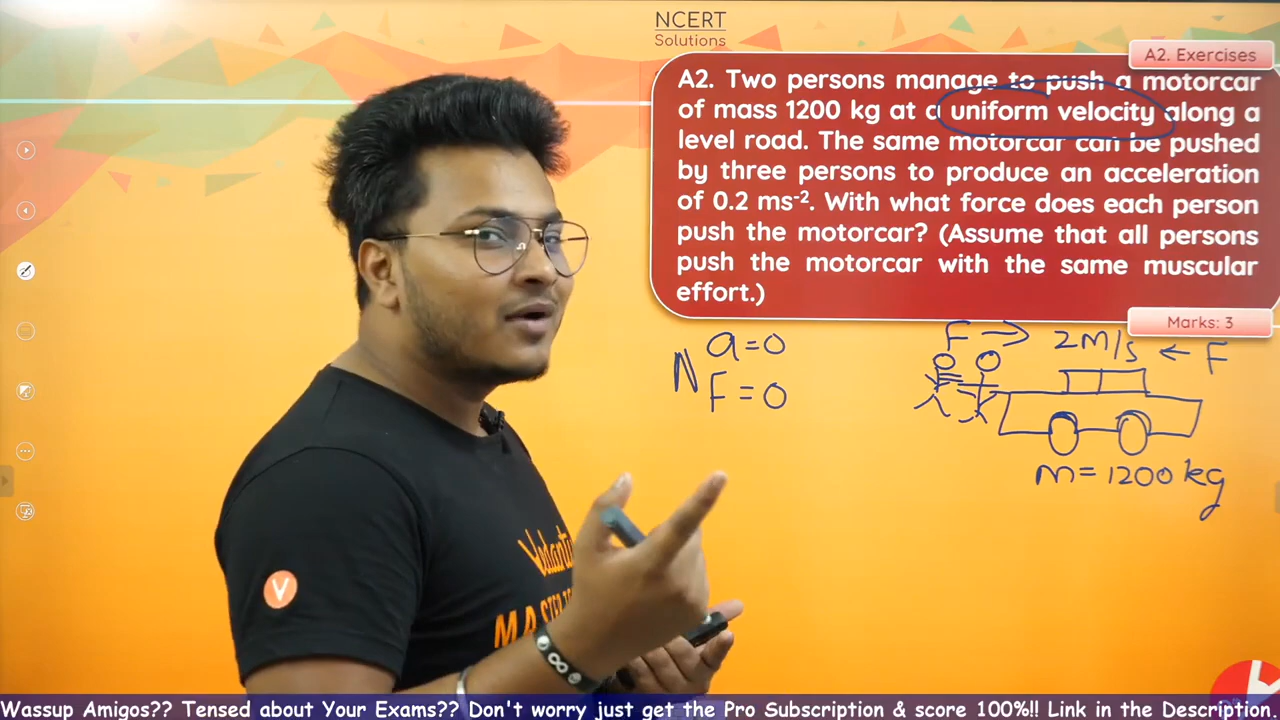 NCERT
Solutions
A2. Exercises
A2. Two persons manage to push a motorcar
of mass 1200 kg at a uniform velocity along a
level road. The same motorcar can be pushed
by three persons to produce an acceleration
of 0.2 ms⁻². With what force does each person
push the motorcar? (Assume that all persons
push the motorcar with the same muscular
effort.)
Marks: 3
a=0
N F = 0
F → 2m/s ← F
m = 1200 kg
V
Wassup Amigos?? Tensed about Your Exams?? Don't worry just get the Pro Subscription & score 100%!! Link in the Description.